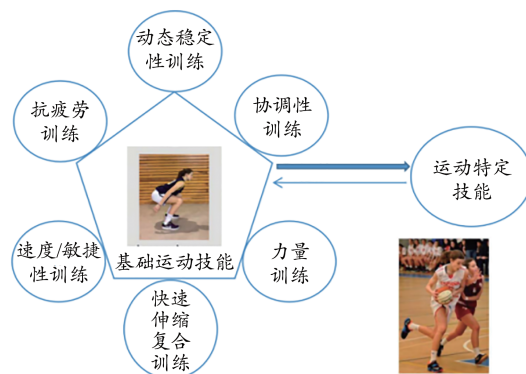 动态稳定
性训练
抗疲劳
训练
协调性
训练
运动特定
技能
速度/敏捷
性训练
基础运动技能
力量
训练
快速
伸缩
复合
训练